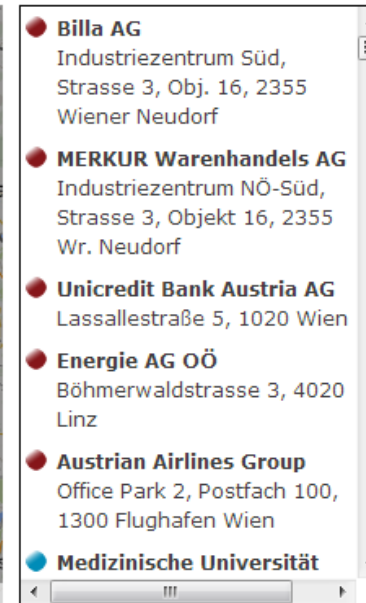 Billa AG
Industriezentrum Süd,
Strasse 3, Obj. 16, 2355
Wiener Neudorf
MERKUR Warenhandels AG
Industriezentrum NÖ-Süd,
Strasse 3, Objekt 16, 2355
Wr. Neudorf
Unicredit Bank Austria AG
Lassallestraße 5, 1020 Wien
Energie AG OÖ
Böhmerwaldstrasse 3, 4020
Linz
Austrian Airlines Group
Office Park 2, Postfach 100,
1300 Flughafen Wien
Medizinische Universität